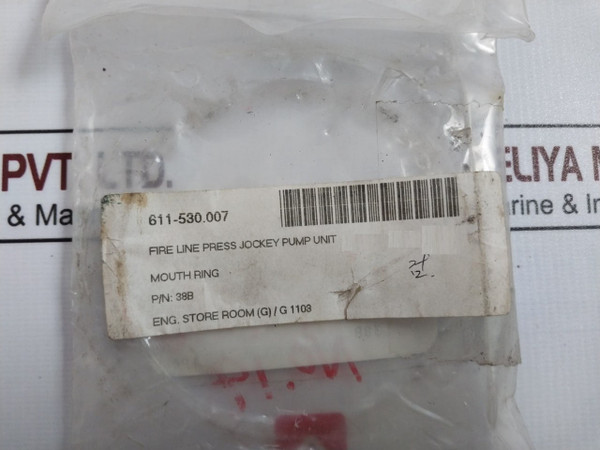 PVT LTD.
& Ma
ELIYA
rine & In
611-530.007
FIRE LINE PRESS JOCKEY PUMP UNIT
MOUTH RING
P/N: 38B
ENG. STORE ROOM (G) / G 1103